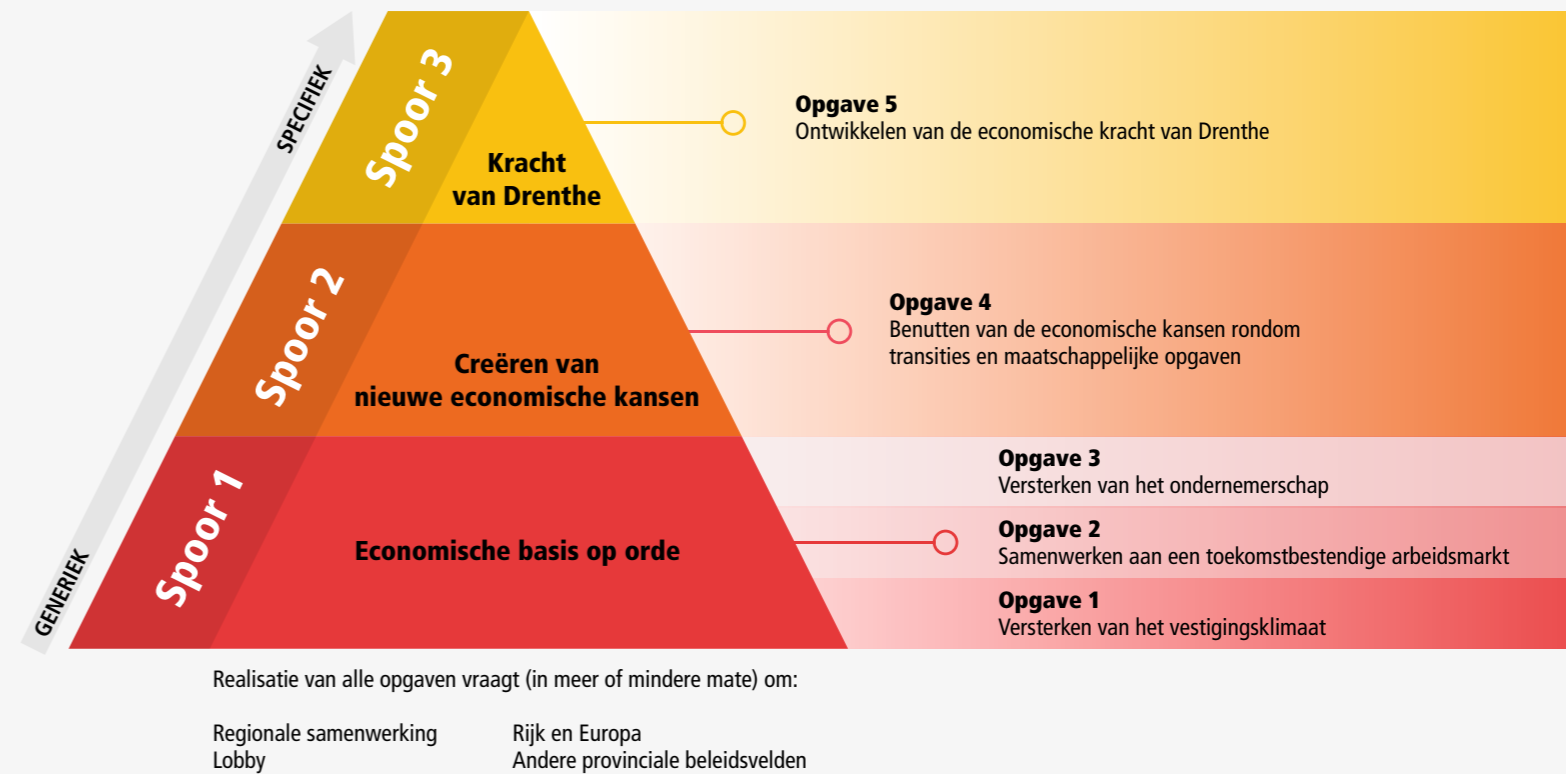 SPECIFIEK
GENERIEK
Spoor 3
Kracht
van Drenthe
Opgave 5
Ontwikkelen van de economische kracht van Drenthe
Spoor 2
Creëren van
nieuwe economische kansen
Opgave 4
Benutten van de economische kansen rondom
transities en maatschappelijke opgaven
Spoor 1
Economische basis op orde
Opgave 3
Versterken van het ondernemerschap
Opgave 2
Samenwerken aan een toekomstbestendige arbeidsmarkt
Opgave 1
Versterken van het vestigingsklimaat
Realisatie van alle opgaven vraagt (in meer of mindere mate) om:
Regionale samenwerking
Lobby
Rijk en Europa
Andere provinciale beleidsvelden